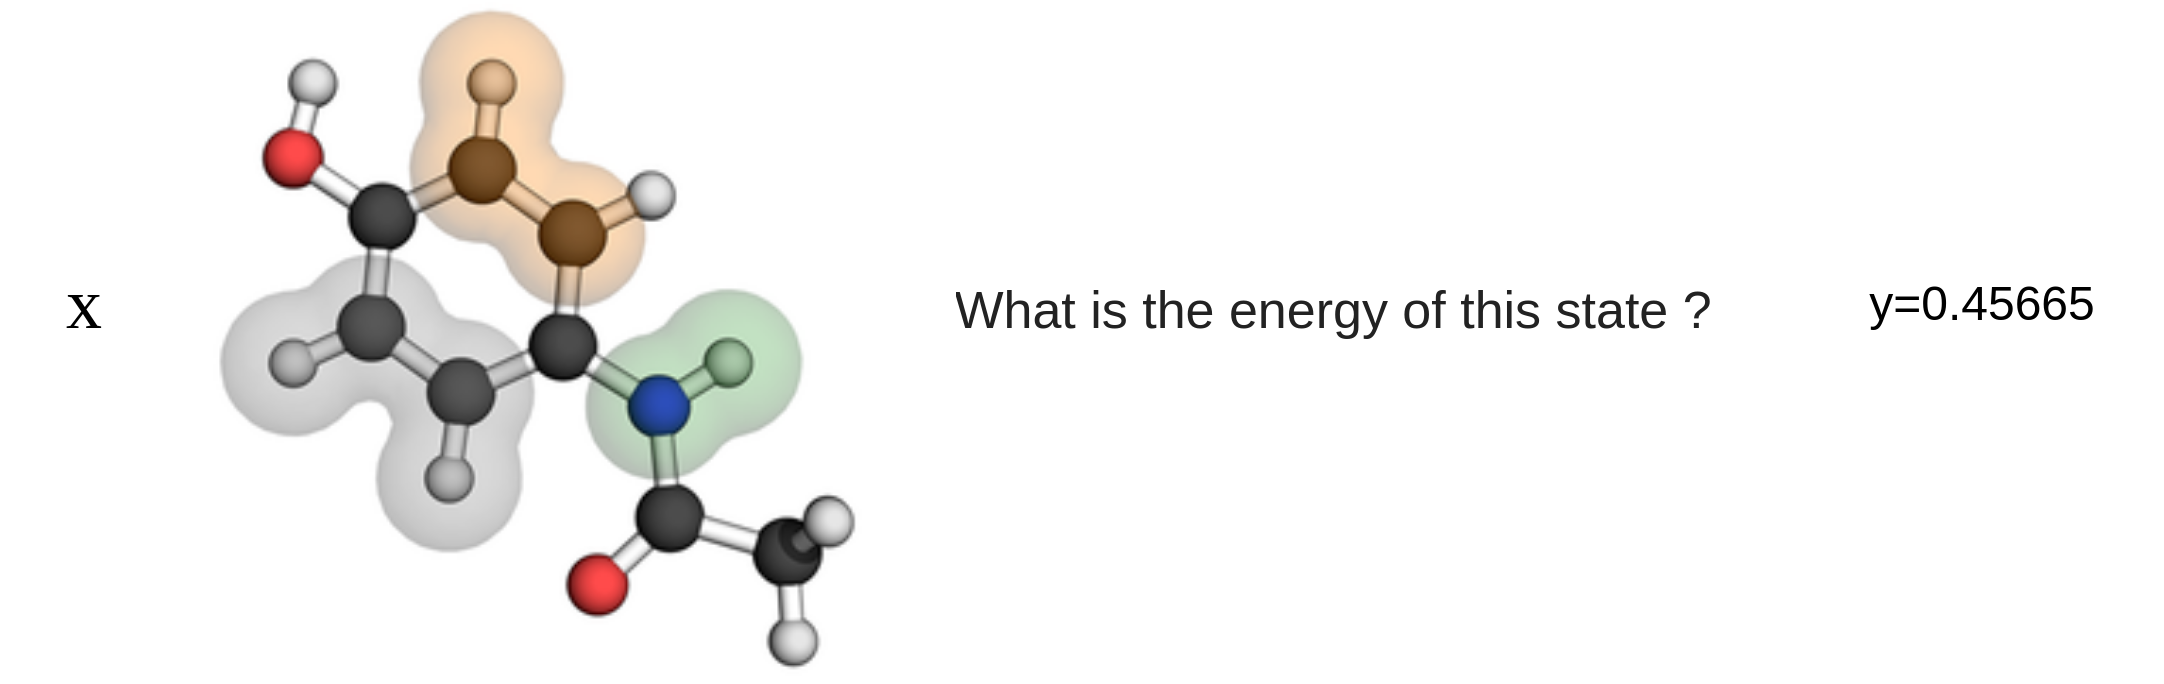 x
What is the energy of this state ?
y=0.45665